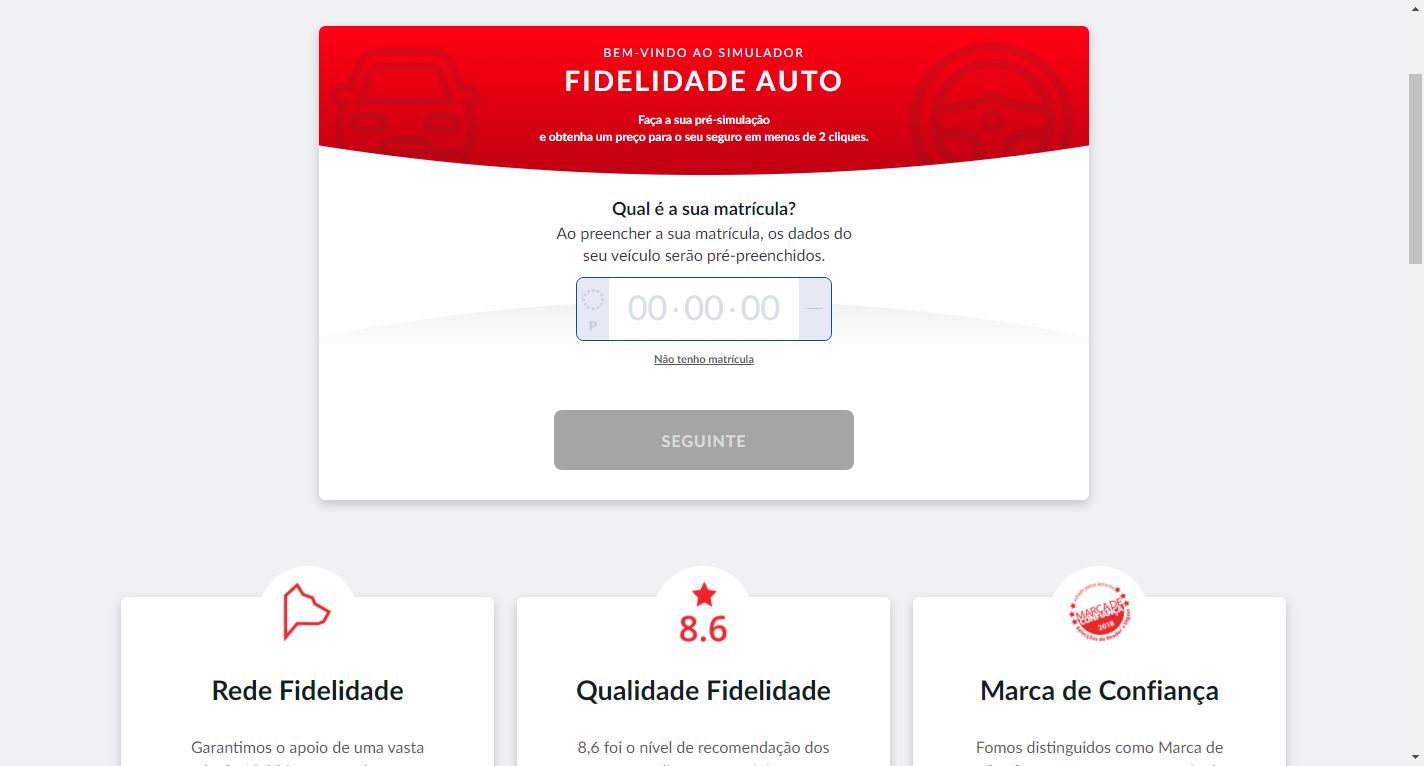 BEM-VINDO AO SIMULADOR
FIDELIDADE AUTO
Faça a sua pré-simulação
e obtenha um preço para o seu seguro em menos de 2 cliques.
Qual é a sua matrícula?
Ao preencher a sua matrícula, os dados do
seu veículo serão pré-preenchidos.
P
00·00·00
Não tenho matrícula
SEGUINTE
8.6
MARCA DE
CONFIANÇA
2018
Rede Fidelidade
Qualidade Fidelidade
Marca de Confiança
Garantimos o apoio de uma vasta
8,6 foi o nível de recomendação dos
Fomos distinguidos como Marca de